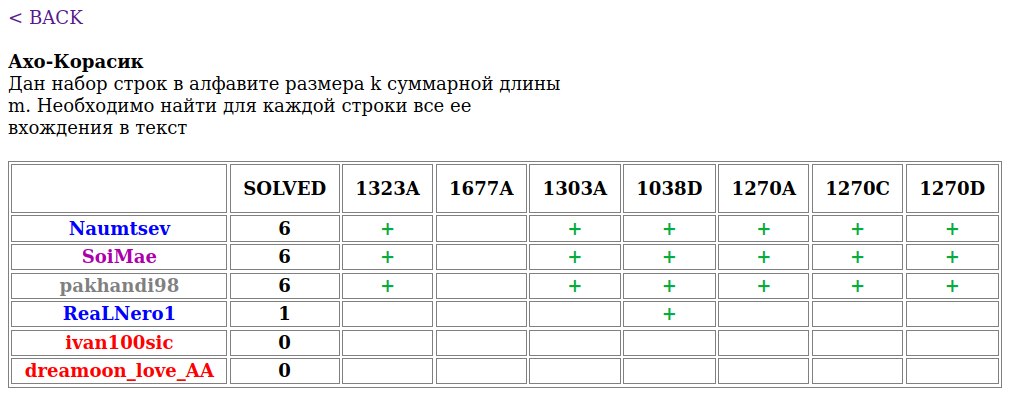 < BACK
Ахо-Корасик
Дан набор строк в алфавите размера k суммарной длины
m. Необходимо найти для каждой строки все ее
вхождения в текст
SOLVED 1323A 1677A 1303A 1038D 1270A 1270C 1270D
Naumtsev 6 + + + + + +
SoiMae 6 + + + + + +
pakhandi98 6 + + + + + +
ReaLNero1 1 +
ivan100sic 0
dreamoon_love_AA 0